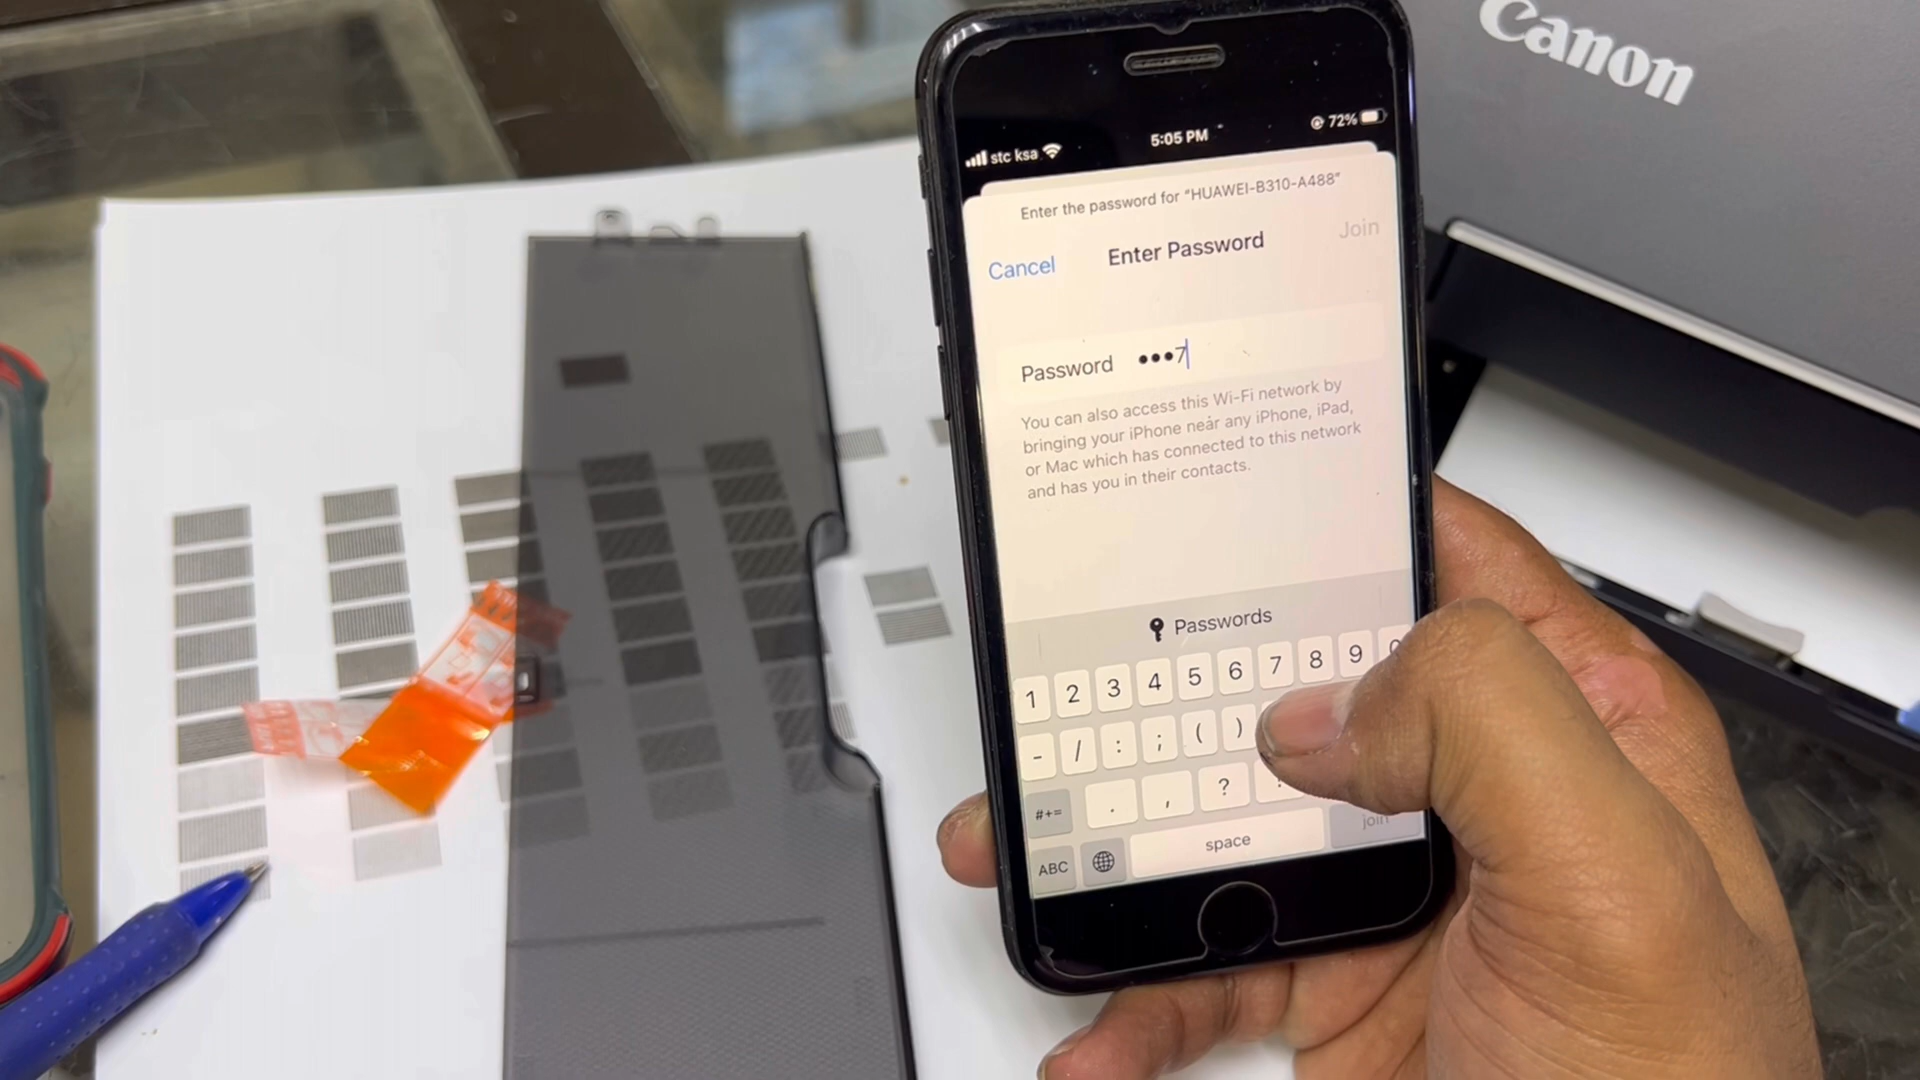 Canon
stc ksa
5:05 PM
72%
Enter the password for “HUAWEI-B310-A488”
Cancel
Enter Password
Join
Password •••7
You can also access this Wi-Fi network by
bringing your iPhone near any iPhone, iPad,
or Mac which has connected to this network
and has you in their contacts.
Passwords
1 2 3 4 5 6 7 8 9 0
- / : ; ( )
#+= . , ? !
ABC space join